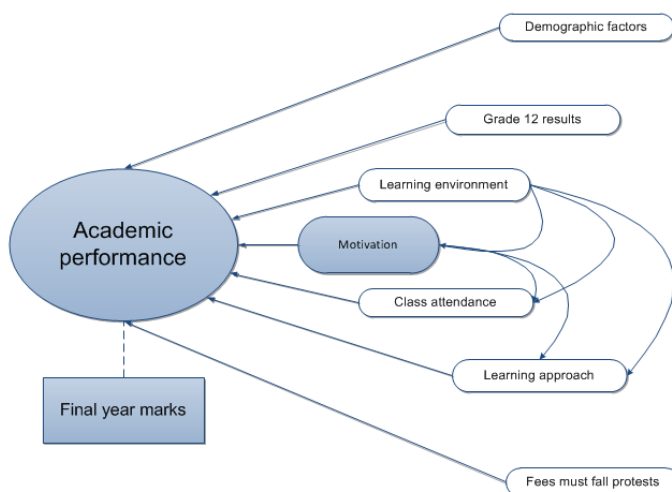 Demographic factors
Grade 12 results
Learning environment
Academic
performance
Motivation
Class attendance
Learning approach
Final year marks
Fees must fall protests